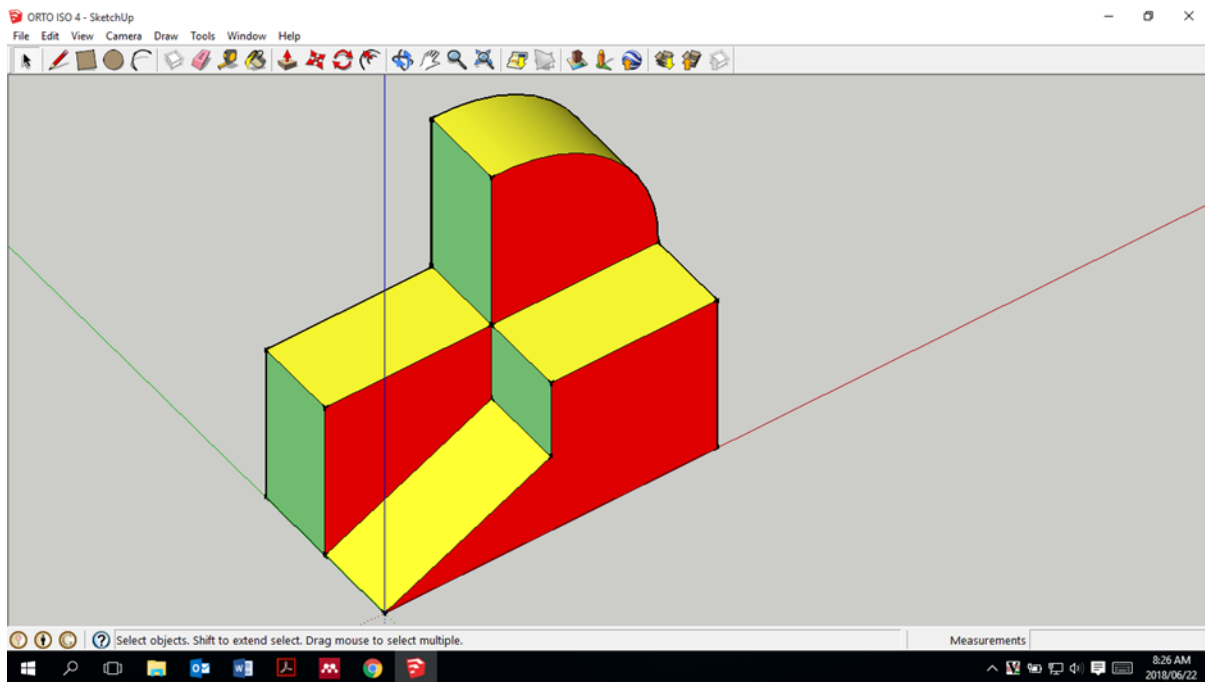 ORTO ISO 4 - SketchUp
File Edit View Camera Draw Tools Window Help
Select objects. Shift to extend select. Drag mouse to select multiple.
Measurements
8:26 AM
2018/06/22